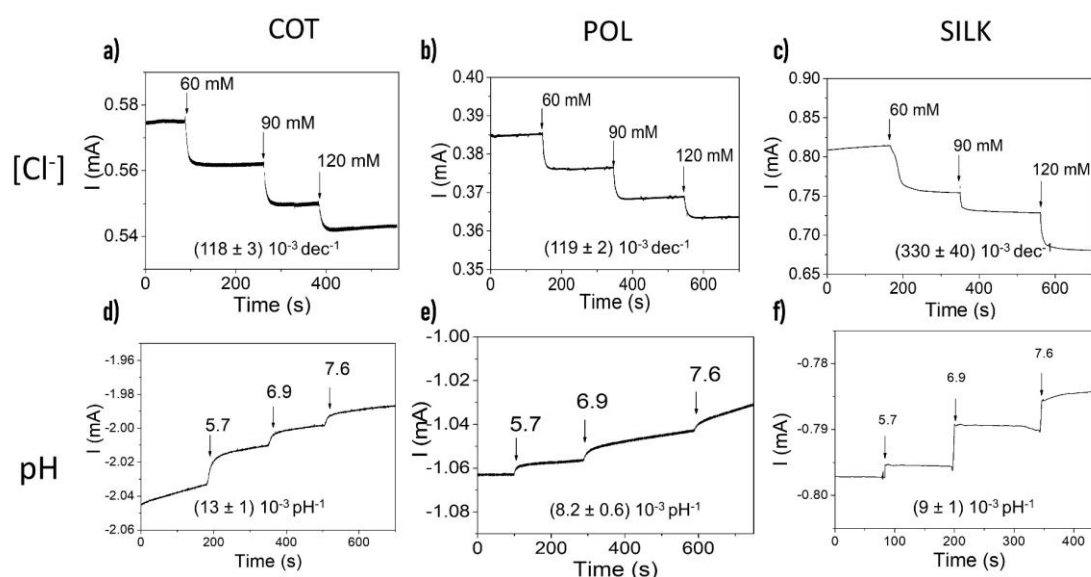 COT
POL
SILK
[Cl⁻]
pH
a)
60 mM
90 mM
120 mM
(118 ± 3) 10⁻³ dec⁻¹
I (mA)
0.58
0.56
0.54
0 200 400
Time (s)
b)
60 mM
90 mM
120 mM
(119 ± 2) 10⁻³ dec⁻¹
I (mA)
0.40
0.39
0.38
0.37
0.36
0.35
0 200 400 600
Time (s)
c)
60 mM
90 mM
120 mM
(330 ± 40) 10⁻³ dec⁻¹
I (mA)
0.90
0.85
0.80
0.75
0.70
0.65
0 200 400 600
Time (s)
d)
5.7
6.9
7.6
(13 ± 1) 10⁻³ pH⁻¹
I (mA)
-1.96
-1.98
-2.00
-2.02
-2.04
-2.06
0 200 400 600
Time (s)
e)
5.7
6.9
7.6
(8.2 ± 0.6) 10⁻³ pH⁻¹
I (mA)
-1.00
-1.02
-1.04
-1.06
-1.08
0 200 400 600
Time (s)
f)
5.7
6.9
7.6
(9 ± 1) 10⁻³ pH⁻¹
I (mA)
-0.78
-0.79
-0.80
0 100 200 300 400
Time (s)